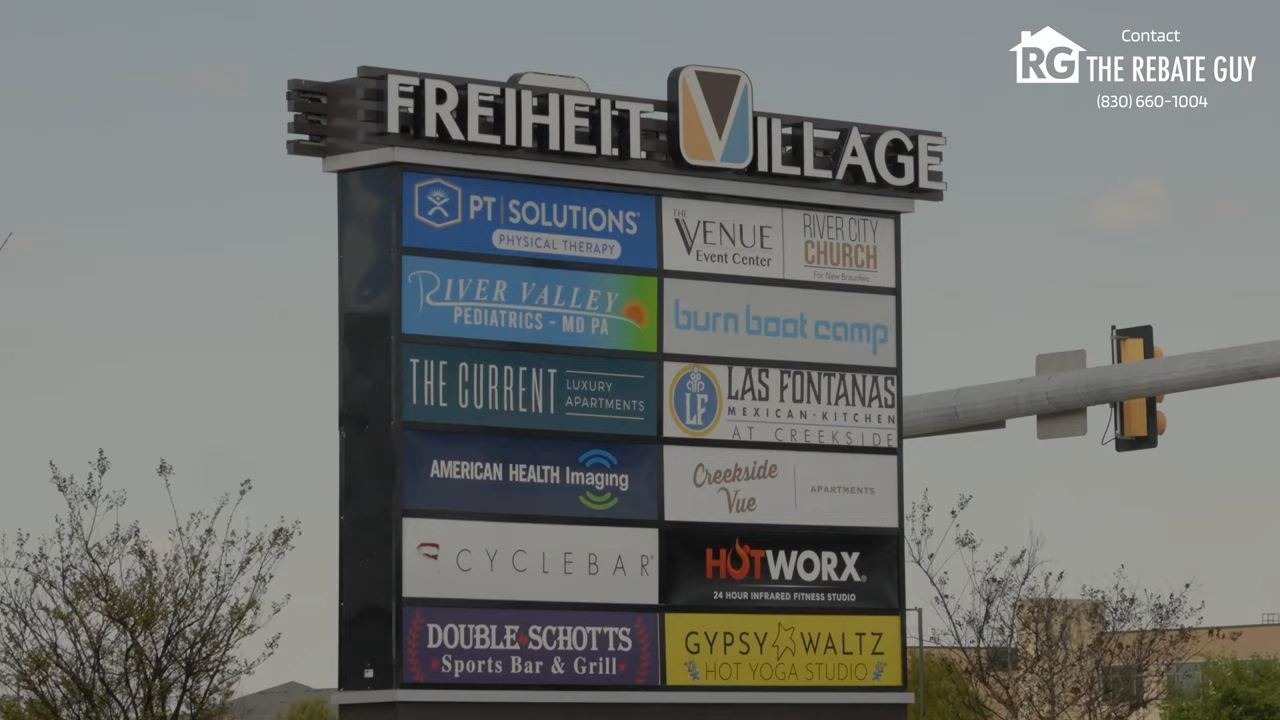 Contact
RG THE REBATE GUY
(830) 660-1004
FREIHEIT VILLAGE
PT SOLUTIONS
PHYSICAL THERAPY
THE
VENUE
Event Center
RIVER CITY
CHURCH
For New Braunfels
RIVER VALLEY
PEDIATRICS - MD PA
burn boot camp
THE CURRENT
LUXURY
APARTMENTS
LF
LAS FONTANAS
MEXICAN · KITCHEN
AT CREEKSIDE
AMERICAN HEALTH Imaging
Creekside
Vue
APARTMENTS
CYCLEBAR
HOTWORX
24 HOUR INFRARED FITNESS STUDIO
DOUBLE SCHOTTS
Sports Bar & Grill
GYPSY WALTZ
HOT YOGA STUDIO